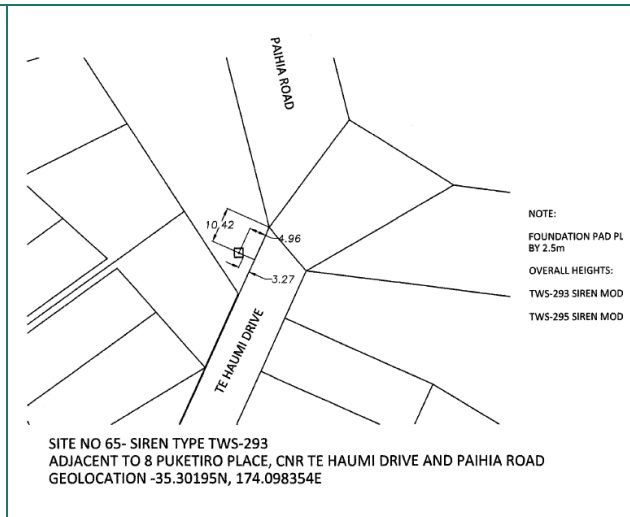 PAIHIA ROAD
10.42
4.96
3.27
TE HAUMI DRIVE
NOTE:
FOUNDATION PAD PL
BY 2.5m
OVERALL HEIGHTS:
TWS-293 SIREN MOD
TWS-295 SIREN MOD
SITE NO 65- SIREN TYPE TWS-293
ADJACENT TO 8 PUKETIRO PLACE, CNR TE HAUMI DRIVE AND PAIHIA ROAD
GEOLOCATION -35.30195N, 174.098354E